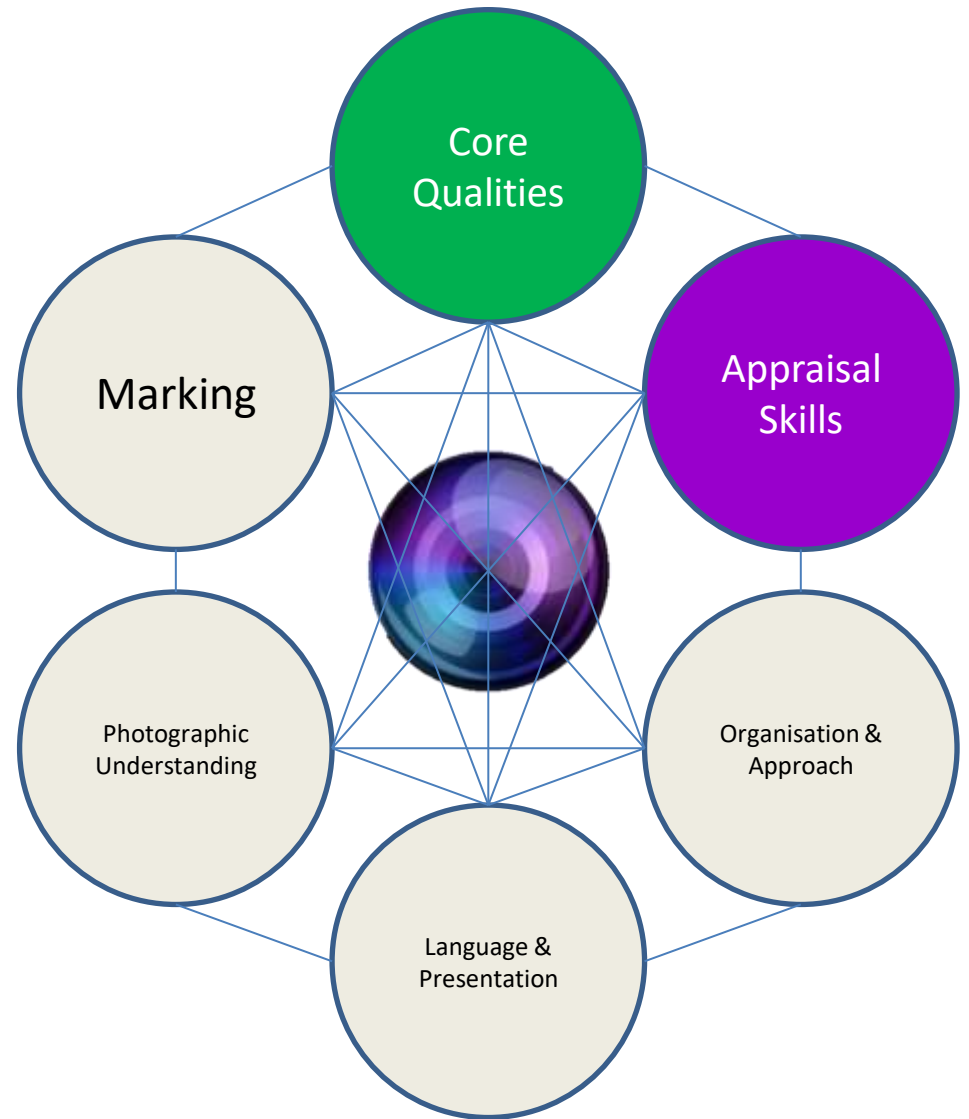 Core
Qualities
Marking
Appraisal
Skills
Photographic
Understanding
Organisation &
Approach
Language &
Presentation